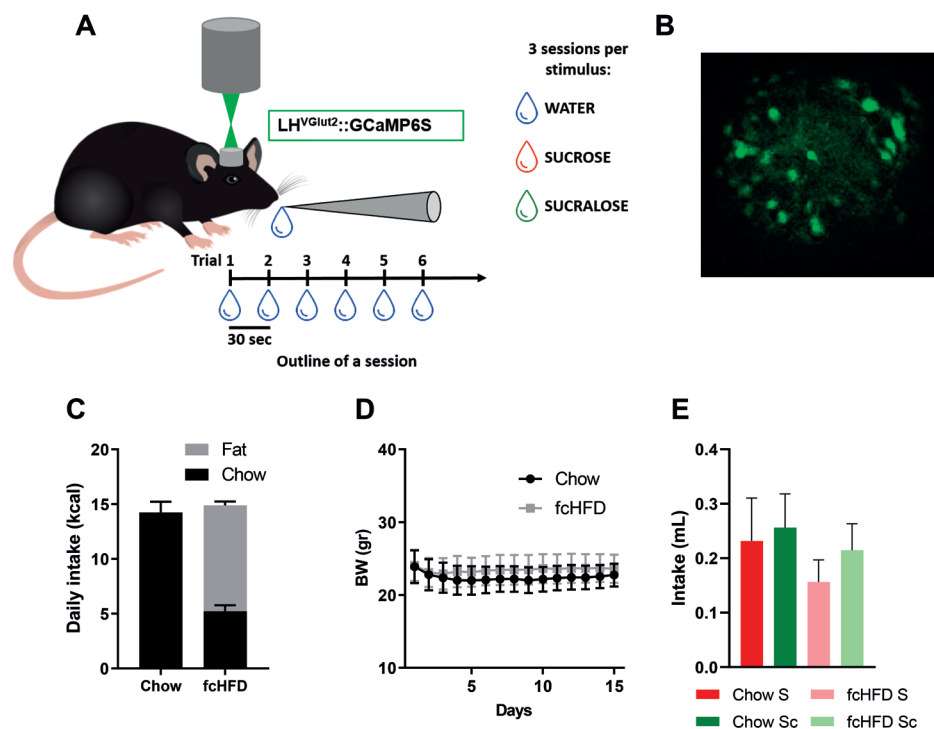 A
B
LHVGlut2::GCaMP6S
3 sessions per
stimulus:
WATER
SUCROSE
SUCRALOSE
Trial 1 2 3 4 5 6
30 sec
Outline of a session
C
Daily intake (kcal)
20
15
10
5
0
Fat
Chow
Chow fcHFD
D
BW (gr)
40
30
20
10
Chow
fcHFD
5 10 15
Days
E
Intake (mL)
0.4
0.3
0.2
0.1
0.0
Chow S fcHFD S
Chow Sc fcHFD Sc